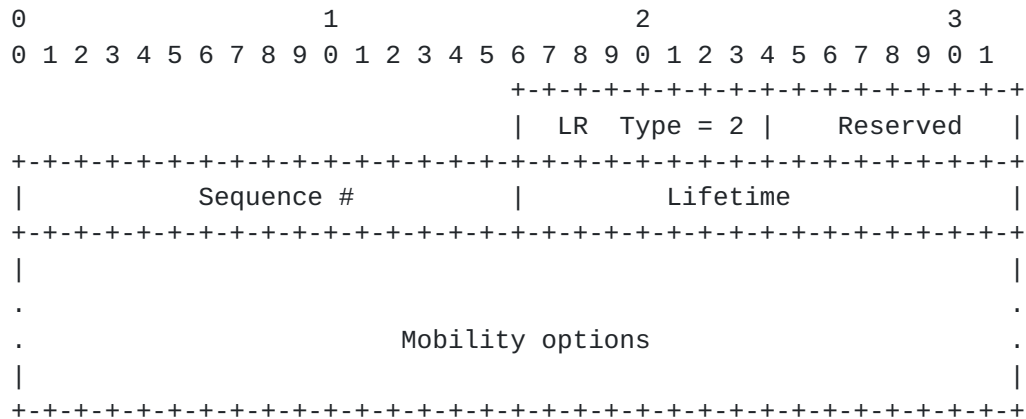 0                   1                   2                   3
0 1 2 3 4 5 6 7 8 9 0 1 2 3 4 5 6 7 8 9 0 1 2 3 4 5 6 7 8 9 0 1
                                +-+-+-+-+-+-+-+-+-+-+-+-+-+-+-+-+
                                |  LR  Type = 2 |    Reserved   |
+-+-+-+-+-+-+-+-+-+-+-+-+-+-+-+-+-+-+-+-+-+-+-+-+-+-+-+-+-+-+-+-+
|           Sequence #          |         Lifetime              |
+-+-+-+-+-+-+-+-+-+-+-+-+-+-+-+-+-+-+-+-+-+-+-+-+-+-+-+-+-+-+-+-+
|                                                               |
.                                                               .
.                        Mobility options                       .
|                                                               |
+-+-+-+-+-+-+-+-+-+-+-+-+-+-+-+-+-+-+-+-+-+-+-+-+-+-+-+-+-+-+-+-+